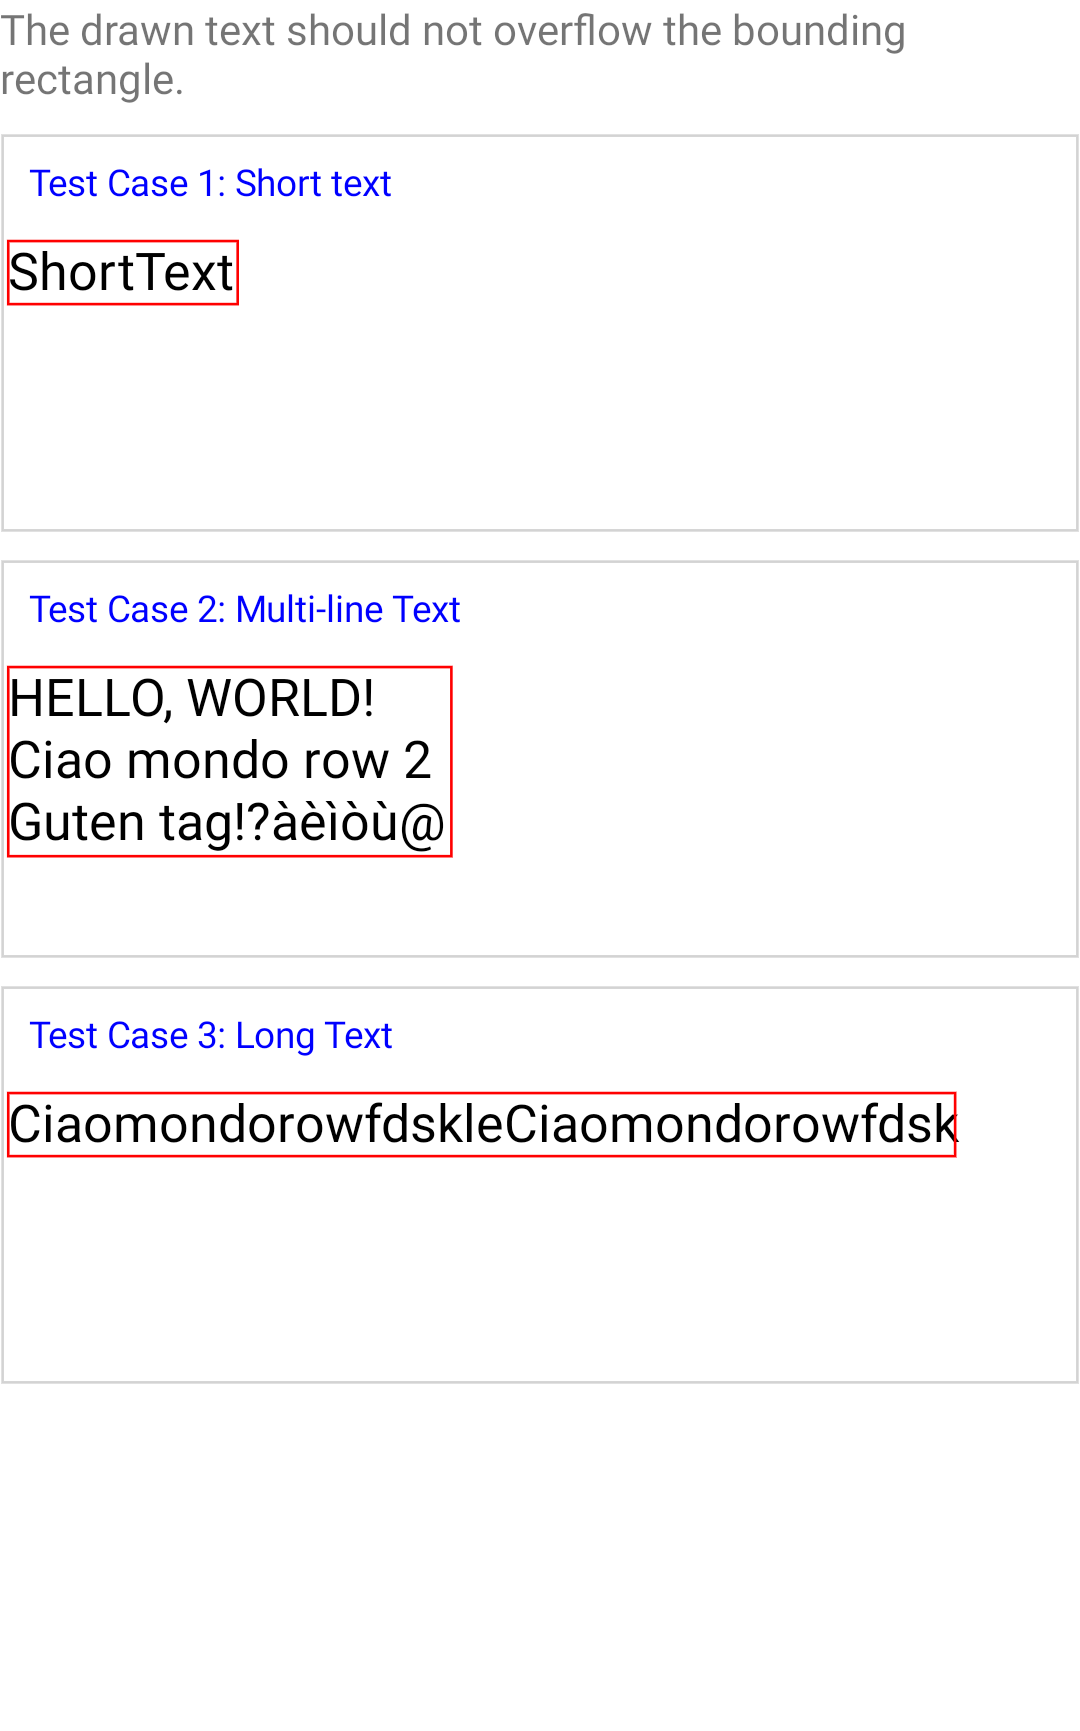 The drawn text should not overflow the bounding
rectangle.
Test Case 1: Short text
ShortText
Test Case 2: Multi-line Text
HELLO, WORLD!
Ciao mondo row 2
Guten tag!?àèìòù@
Test Case 3: Long Text
CiaomondorowfdskleCiaomondorowfdsk